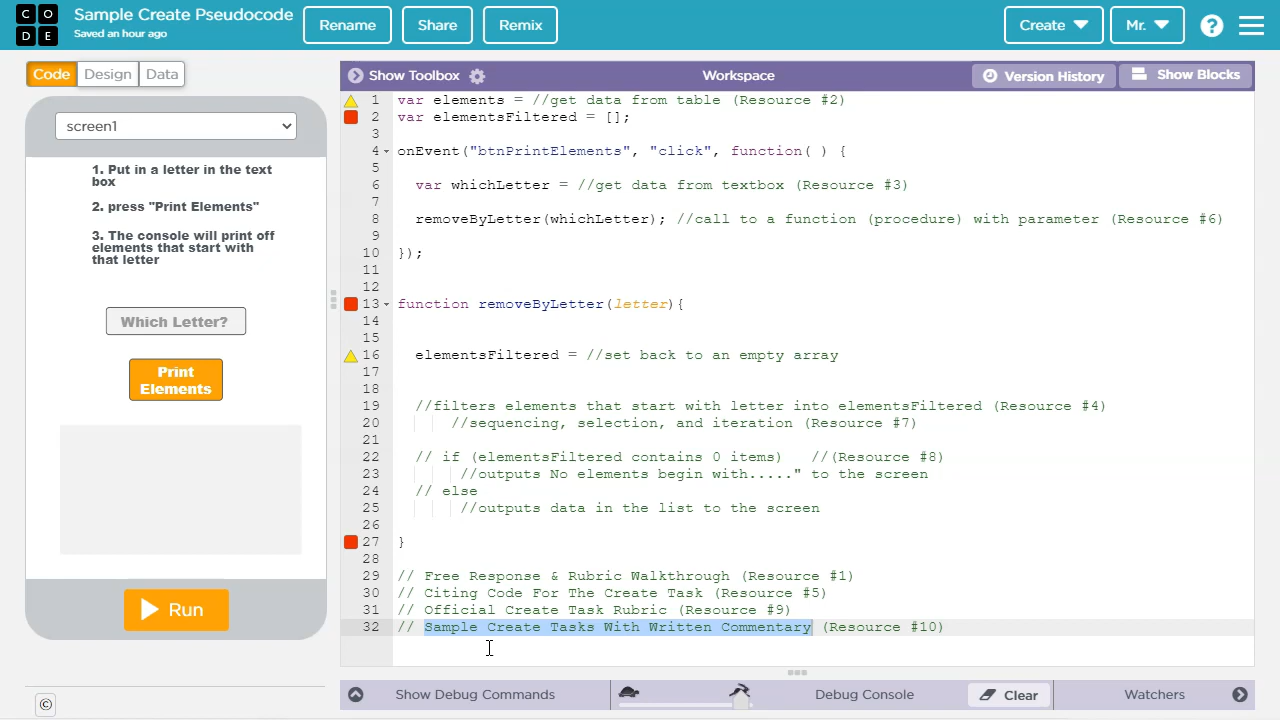 C O
D E
Sample Create Pseudocode
Saved an hour ago
Rename
Share
Remix
Create
Mr.
?
Code
Design
Data
Show Toolbox
Workspace
Version History
Show Blocks
screen1
1. Put in a letter in the text
box
2. press "Print Elements"
3. The console will print off
elements that start with
that letter
Which Letter?
Print
Elements
Run
©
1 var elements = //get data from table (Resource #2)
2 var elementsFiltered = [];
3
4 onEvent("btnPrintElements", "click", function( ) {
5
6 var whichLetter = //get data from textbox (Resource #3)
7
8 removeByLetter(whichLetter); //call to a function (procedure) with parameter (Resource #6)
9
10 });
11
12
13 function removeByLetter(letter){
14
15
16 elementsFiltered = //set back to an empty array
17
18
19 //filters elements that start with letter into elementsFiltered (Resource #4)
20 //sequencing, selection, and iteration (Resource #7)
21
22 // if (elementsFiltered contains 0 items) //(Resource #8)
23 //outputs No elements begin with....." to the screen
24 // else
25 //outputs data in the list to the screen
26
27 }
28
29 // Free Response & Rubric Walkthrough (Resource #1)
30 // Citing Code For The Create Task (Resource #5)
31 // Official Create Task Rubric (Resource #9)
32 // Sample Create Tasks With Written Commentary (Resource #10)
Show Debug Commands
Debug Console
Clear
Watchers